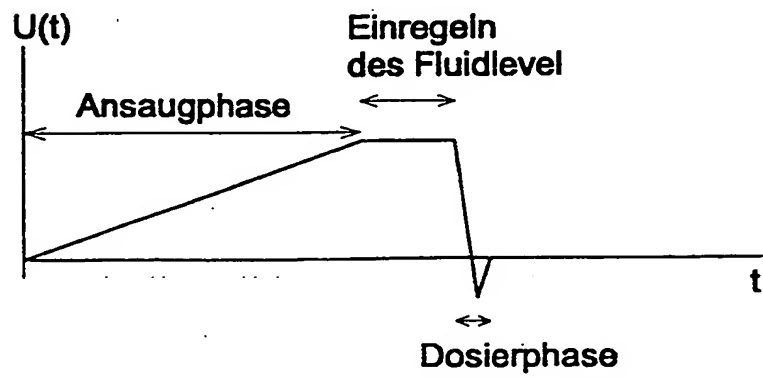 U(t)
Einregeln
des Fluidlevel
Ansaugphase
t
Dosierphase